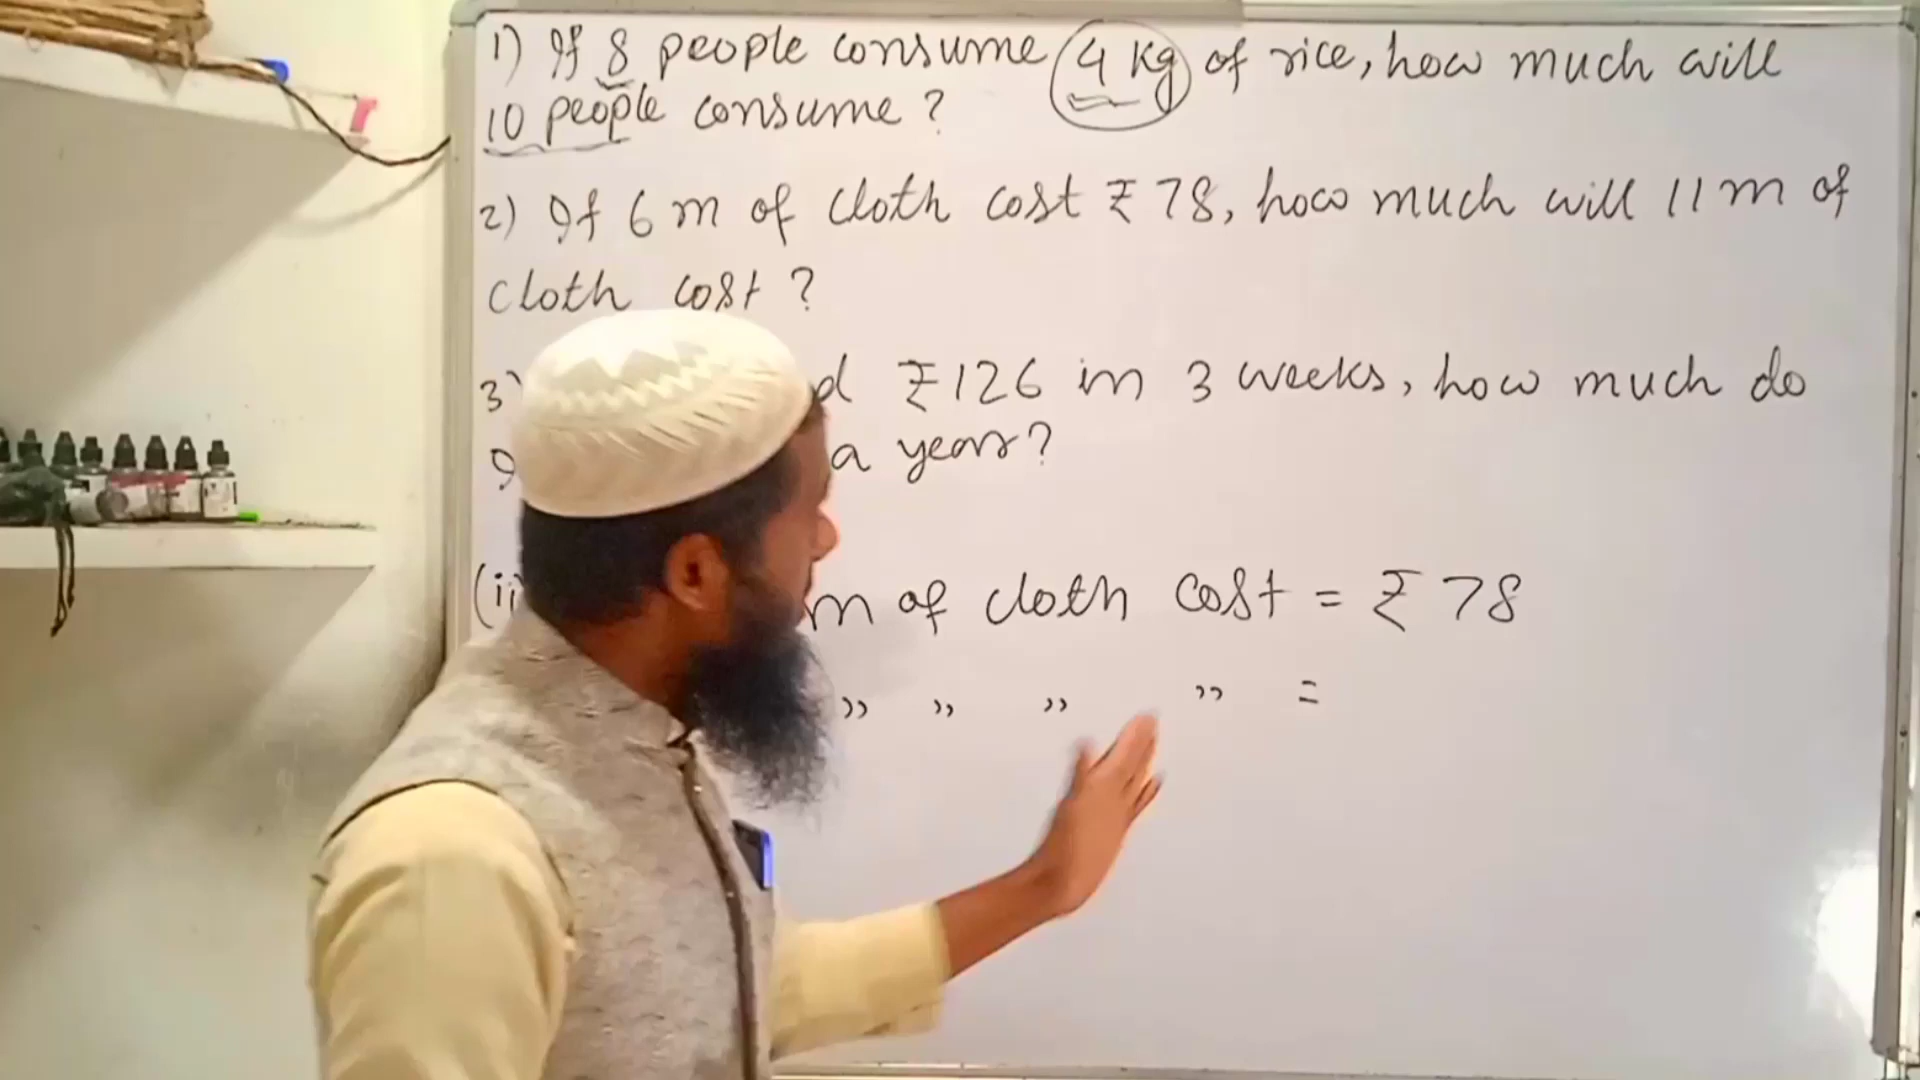 1) If 8 people consume 4 kg of rice, how much will
10 people consume ?
2) If 6 m of cloth cost ₹ 78, how much will 11 m of
cloth cost ?
3) d ₹ 126 in 3 weeks, how much do
a year?
(ii m of cloth cost = ₹ 78
,, ,, ,, ,, =